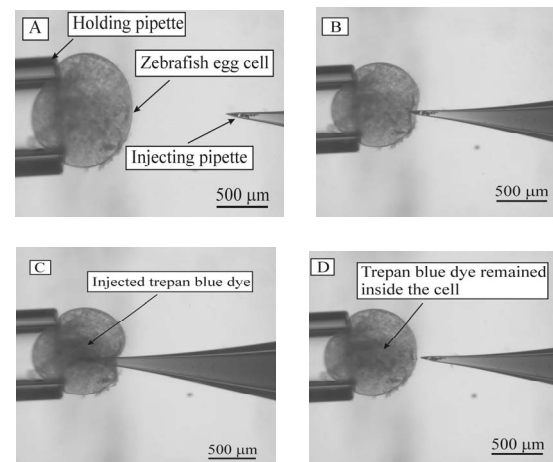 A
Holding pipette
Zebrafish egg cell
Injecting pipette
500 μm
B
500 μm
C
Injected trepan blue dye
500 μm
D
Trepan blue dye remained
inside the cell
500 μm